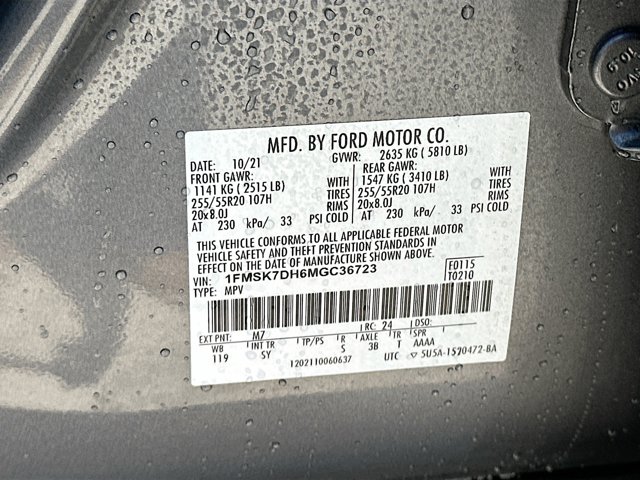 MFD. BY FORD MOTOR CO.
DATE: 10/21 GVWR: 2635 KG ( 5810 LB)
FRONT GAWR: REAR GAWR:
1141 KG ( 2515 LB) WITH 1547 KG ( 3410 LB) WITH
255/55R20 107H TIRES 255/55R20 107H TIRES
20x8.0J RIMS 20x8.0J RIMS
AT 230 kPa/ 33 PSI COLD AT 230 kPa/ 33 PSI COLD
THIS VEHICLE CONFORMS TO ALL APPLICABLE FEDERAL MOTOR
VEHICLE SAFETY AND THEFT PREVENTION STANDARDS IN
EFFECT ON THE DATE OF MANUFACTURE SHOWN ABOVE.
VIN: 1FMSK7DH6MGC36723 F0115
TYPE: MPV T0210
EXT PNT: M7 RC: 24 DSO:
WB INT TR TP/PS R AXLE TR SPR
119 SY S 3B T AAAA
1202110060637 UTC ▽ 5U5A-1520472-BA